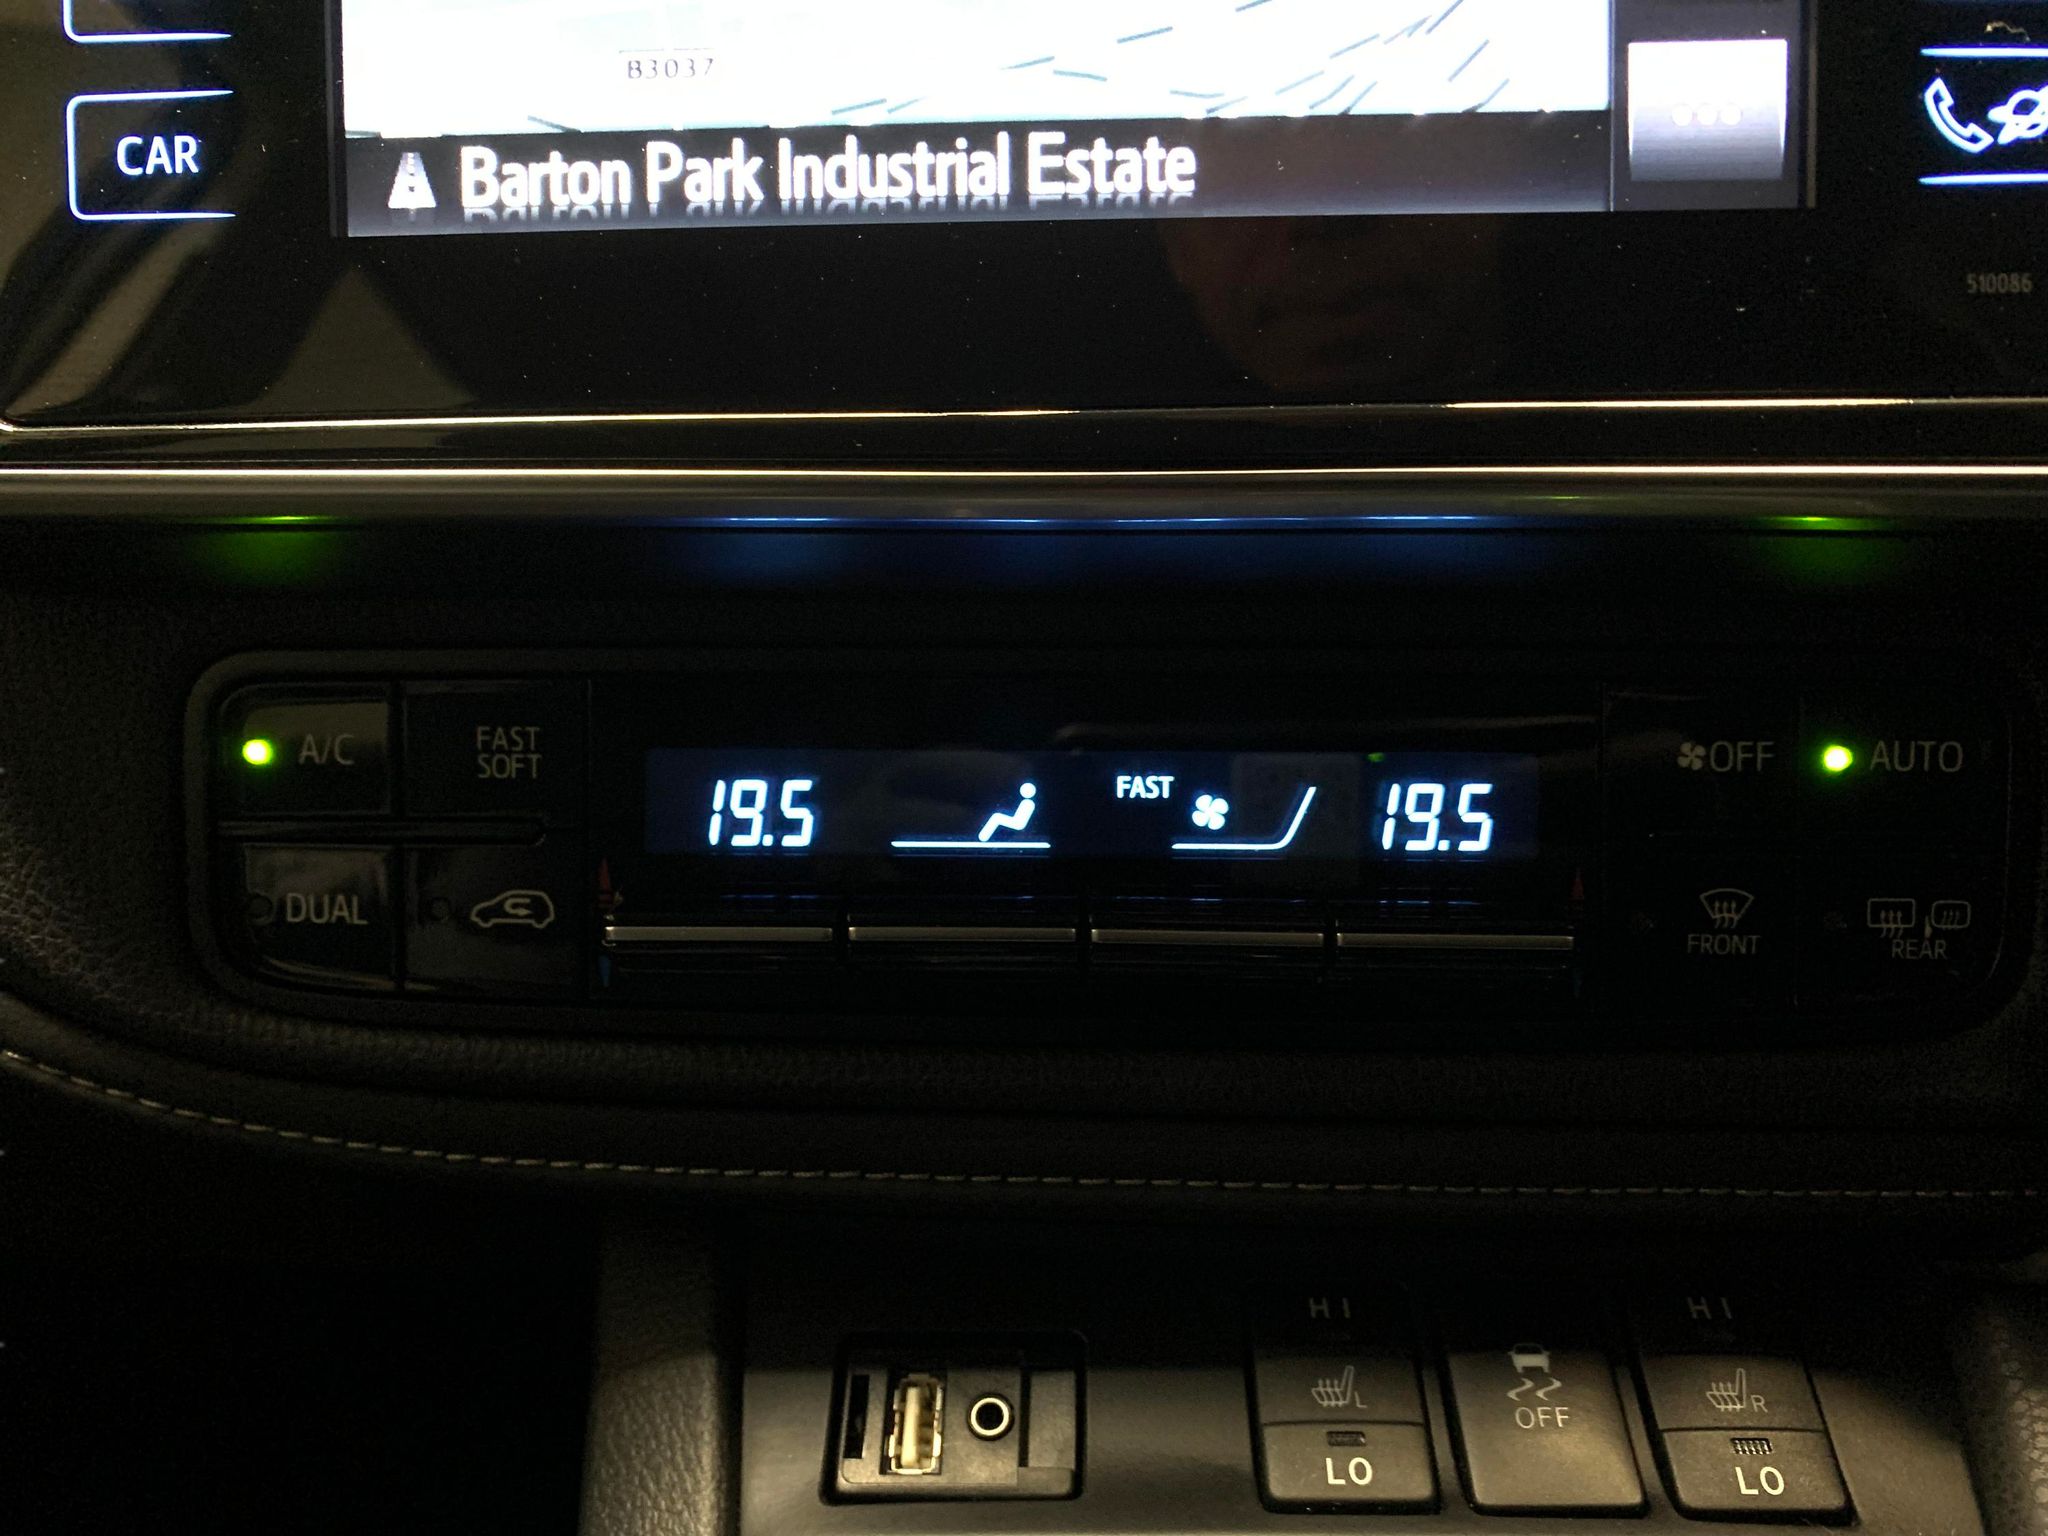 B3037
CAR
Barton Park Industrial Estate
510086
A/C
FAST
SOFT
19.5
FAST
19.5
OFF
AUTO
DUAL
FRONT
REAR
HI
HI
L
OFF
R
LO
LO